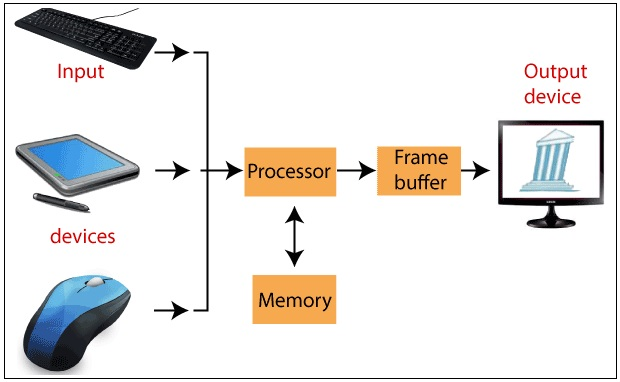 Input
devices
Processor
Memory
Frame
buffer
Output
device